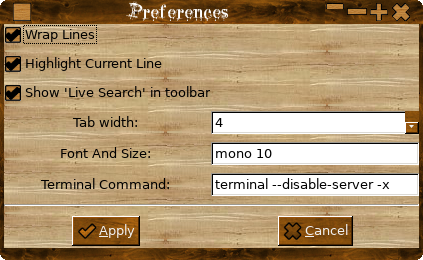 Preferences
Wrap Lines
Highlight Current Line
Show 'Live Search' in toolbar
Tab width: 4
Font And Size: mono 10
Terminal Command: terminal --disable-server -x
Apply Cancel